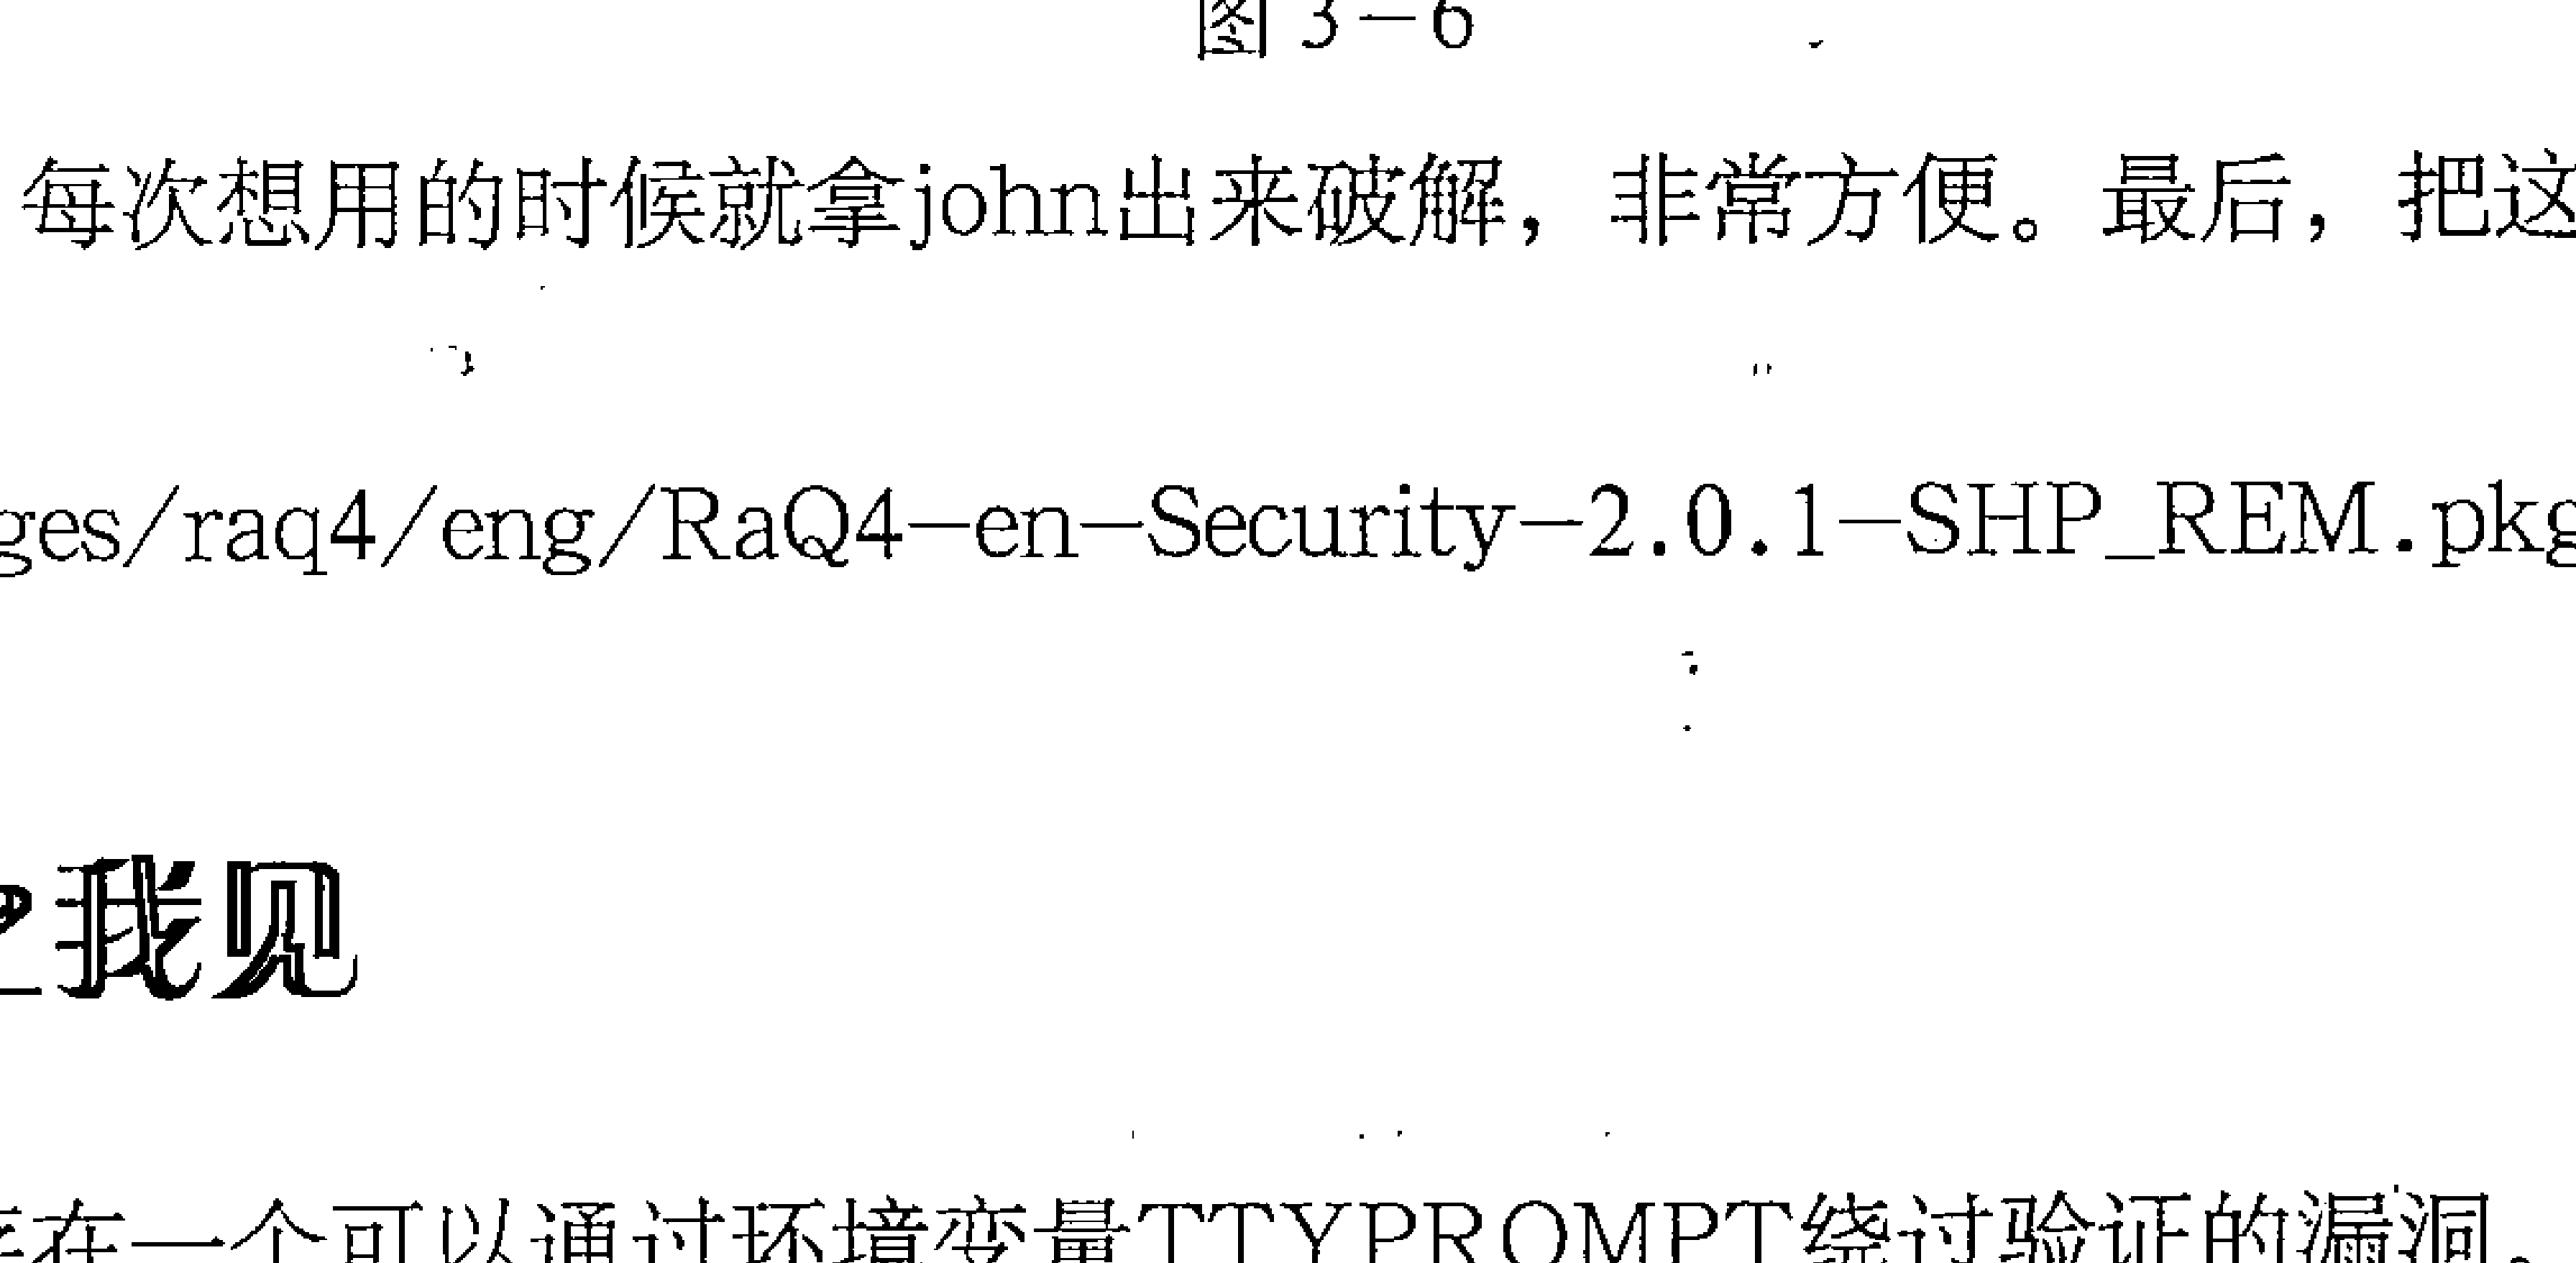 图 3-6
每次想用的时候就拿john出来破解，非常方便。最后，把这
ges/raq4/eng/RaQ4-en-Security-2.0.1-SHP_REM.pkg
我见
存在一个可以通过环境变量TTYPROMPT绕过验证的漏洞。